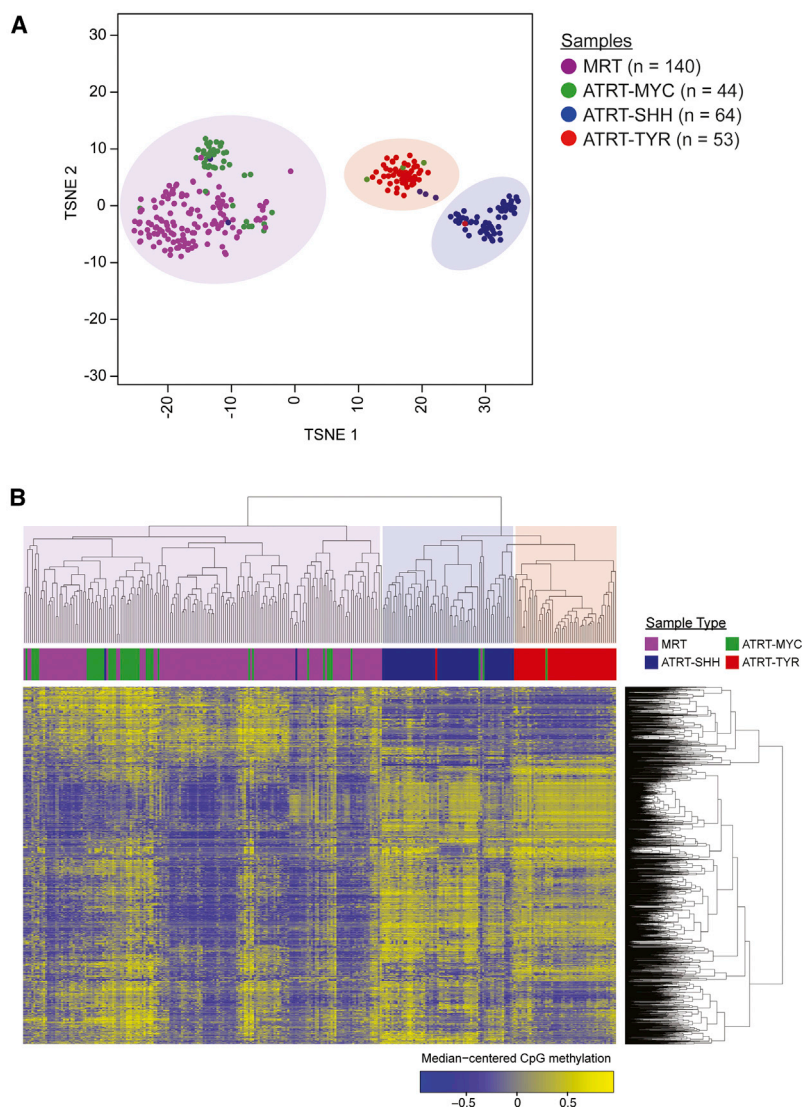 A
30
20
10
0
-10
-20
-30
TSNE 2
-20
-10
0
10
20
30
TSNE 1
Samples
MRT (n = 140)
ATRT-MYC (n = 44)
ATRT-SHH (n = 64)
ATRT-TYR (n = 53)
B
Sample Type
MRT ATRT-MYC
ATRT-SHH ATRT-TYR
Median-centered CpG methylation
-0.5 0 0.5